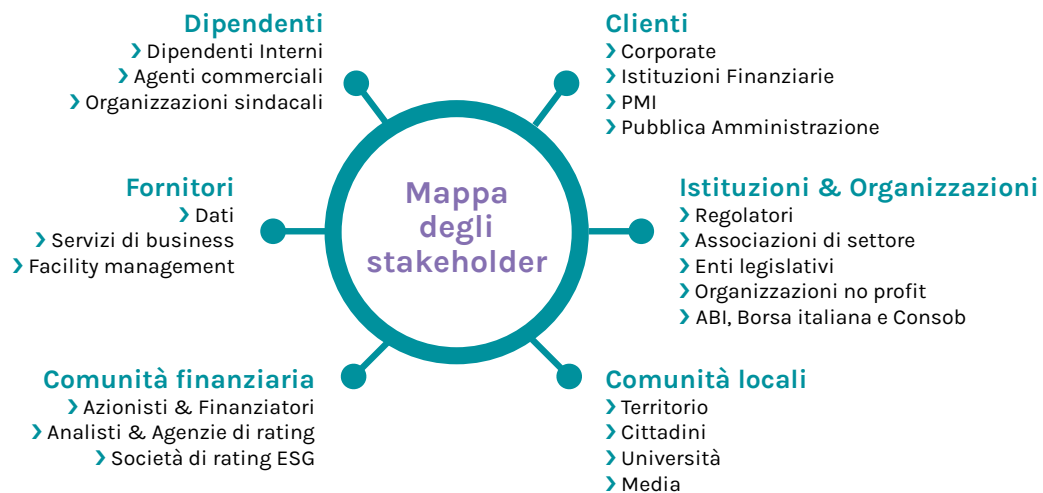 Dipendenti
› Dipendenti Interni
› Agenti commerciali
› Organizzazioni sindacali
Clienti
› Corporate
› Istituzioni Finanziarie
› PMI
› Pubblica Amministrazione
Fornitori
› Dati
› Servizi di business
› Facility management
Mappa
degli
stakeholder
Istituzioni & Organizzazioni
› Regolatori
› Associazioni di settore
› Enti legislativi
› Organizzazioni no profit
› ABI, Borsa italiana e Consob
Comunità finanziaria
› Azionisti & Finanziatori
› Analisti & Agenzie di rating
› Società di rating ESG
Comunità locali
› Territorio
› Cittadini
› Università
› Media